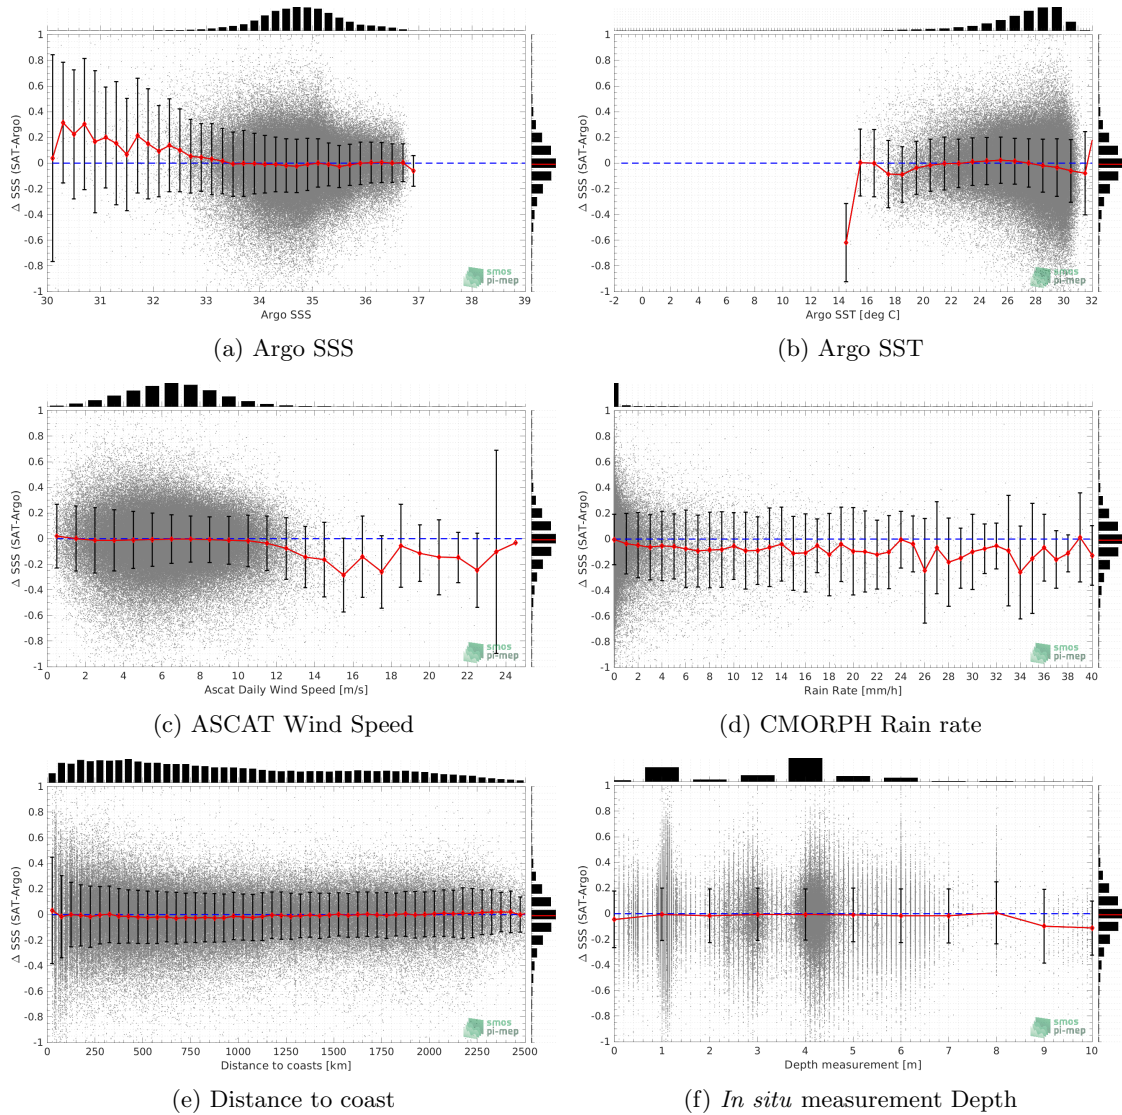 1
0.8
0.6
0.4
0.2
0
-0.2
-0.4
-0.6
-0.8
-1
Δ SSS (SAT-Argo)
smos
pi-mep
30 31 32 33 34 35 36 37 38 39
Argo SSS
(a) Argo SSS
1
0.8
0.6
0.4
0.2
0
-0.2
-0.4
-0.6
-0.8
-1
Δ SSS (SAT-Argo)
smos
pi-mep
-2 0 2 4 6 8 10 12 14 16 18 20 22 24 26 28 30 32
Argo SST [deg C]
(b) Argo SST
1
0.8
0.6
0.4
0.2
0
-0.2
-0.4
-0.6
-0.8
-1
Δ SSS (SAT-Argo)
smos
pi-mep
0 2 4 6 8 10 12 14 16 18 20 22 24
Ascat Daily Wind Speed [m/s]
(c) ASCAT Wind Speed
1
0.8
0.6
0.4
0.2
0
-0.2
-0.4
-0.6
-0.8
-1
Δ SSS (SAT-Argo)
smos
pi-mep
0 2 4 6 8 10 12 14 16 18 20 22 24 26 28 30 32 34 36 38 40
Rain Rate [mm/h]
(d) CMORPH Rain rate
1
0.8
0.6
0.4
0.2
0
-0.2
-0.4
-0.6
-0.8
-1
Δ SSS (SAT-Argo)
smos
pi-mep
0 250 500 750 1000 1250 1500 1750 2000 2250 2500
Distance to coasts [km]
(e) Distance to coast
1
0.8
0.6
0.4
0.2
0
-0.2
-0.4
-0.6
-0.8
-1
Δ SSS (SAT-Argo)
smos
pi-mep
0 1 2 3 4 5 6 7 8 9 10
Depth measurement [m]
(f) In situ measurement Depth